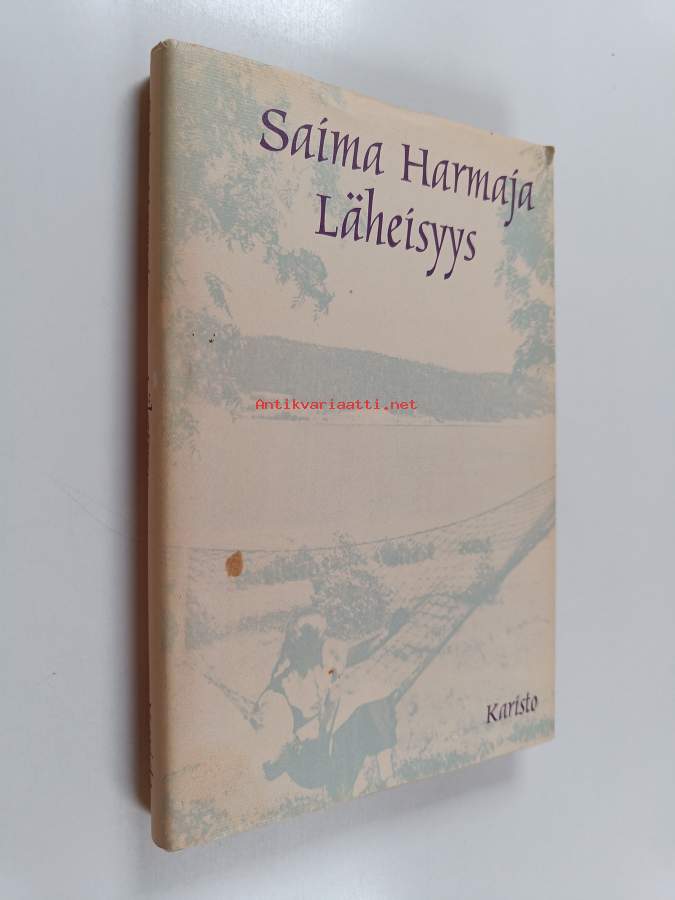 Saima Harmaja
Läheisyys
Antikvariaatti.net
Karisto